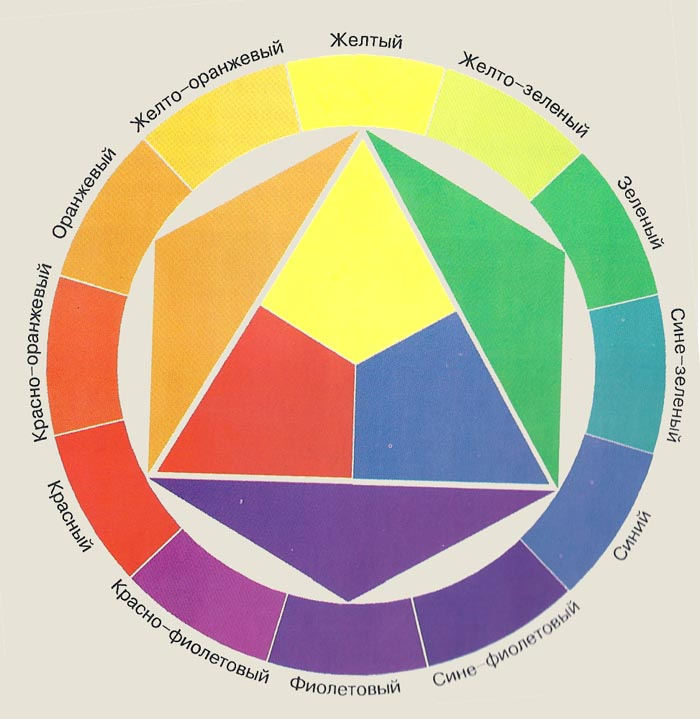 Желтый
Желто-зеленый
Зеленый
Сине-зеленый
Синий
Сине-фиолетовый
Фиолетовый
Красно-фиолетовый
Красный
Красно-оранжевый
Оранжевый
Желто-оранжевый